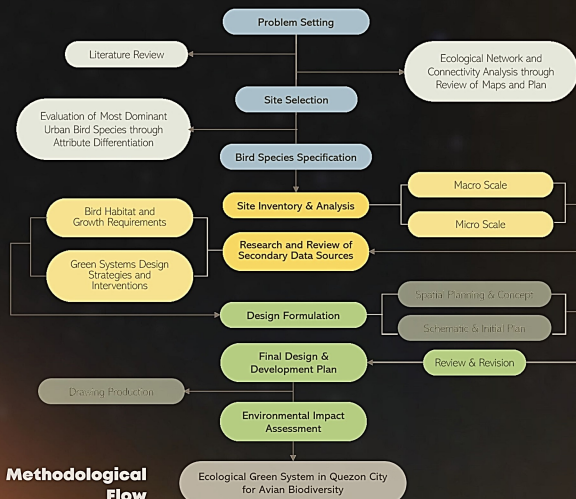 Problem Setting
Literature Review
Ecological Network and
Connectivity Analysis through
Review of Maps and Plan
Site Selection
Evaluation of Most Dominant
Urban Bird Species through
Attribute Differentiation
Bird Species Specification
Site Inventory & Analysis
Macro Scale
Micro Scale
Bird Habitat and
Growth Requirements
Research and Review of
Secondary Data Sources
Green Systems Design
Strategies and
Interventions
Spatial Planning & Concept
Design Formulation
Schematic & Initial Plan
Final Design &
Development Plan
Review & Revision
Drawing Production
Environmental Impact
Assessment
Ecological Green System in Quezon City
for Avian Biodiversity
Methodological
Flow